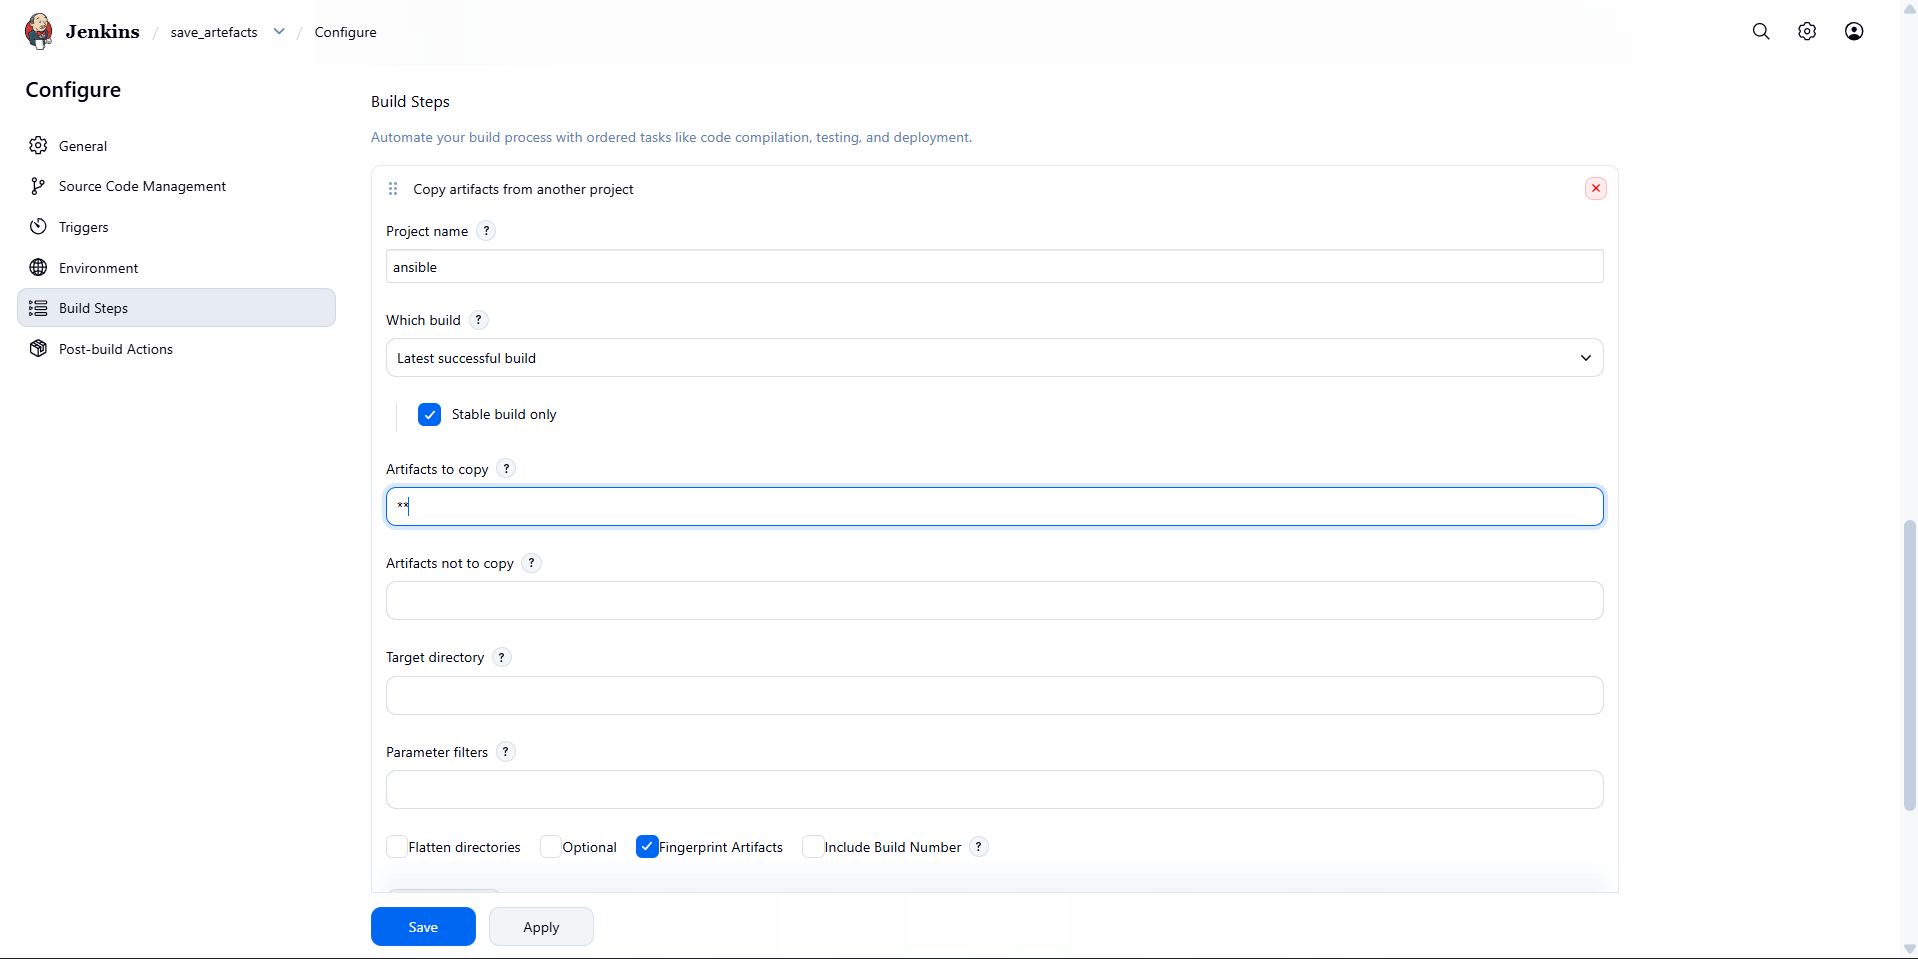 Jenkins / save_artefacts / Configure
Configure
General
Source Code Management
Triggers
Environment
Build Steps
Post-build Actions
Build Steps
Automate your build process with ordered tasks like code compilation, testing, and deployment.
Copy artifacts from another project
Project name ?
ansible
Which build ?
Latest successful build
Stable build only
Artifacts to copy ?
**
Artifacts not to copy ?
Target directory ?
Parameter filters ?
Flatten directories Optional Fingerprint Artifacts Include Build Number ?
Save Apply